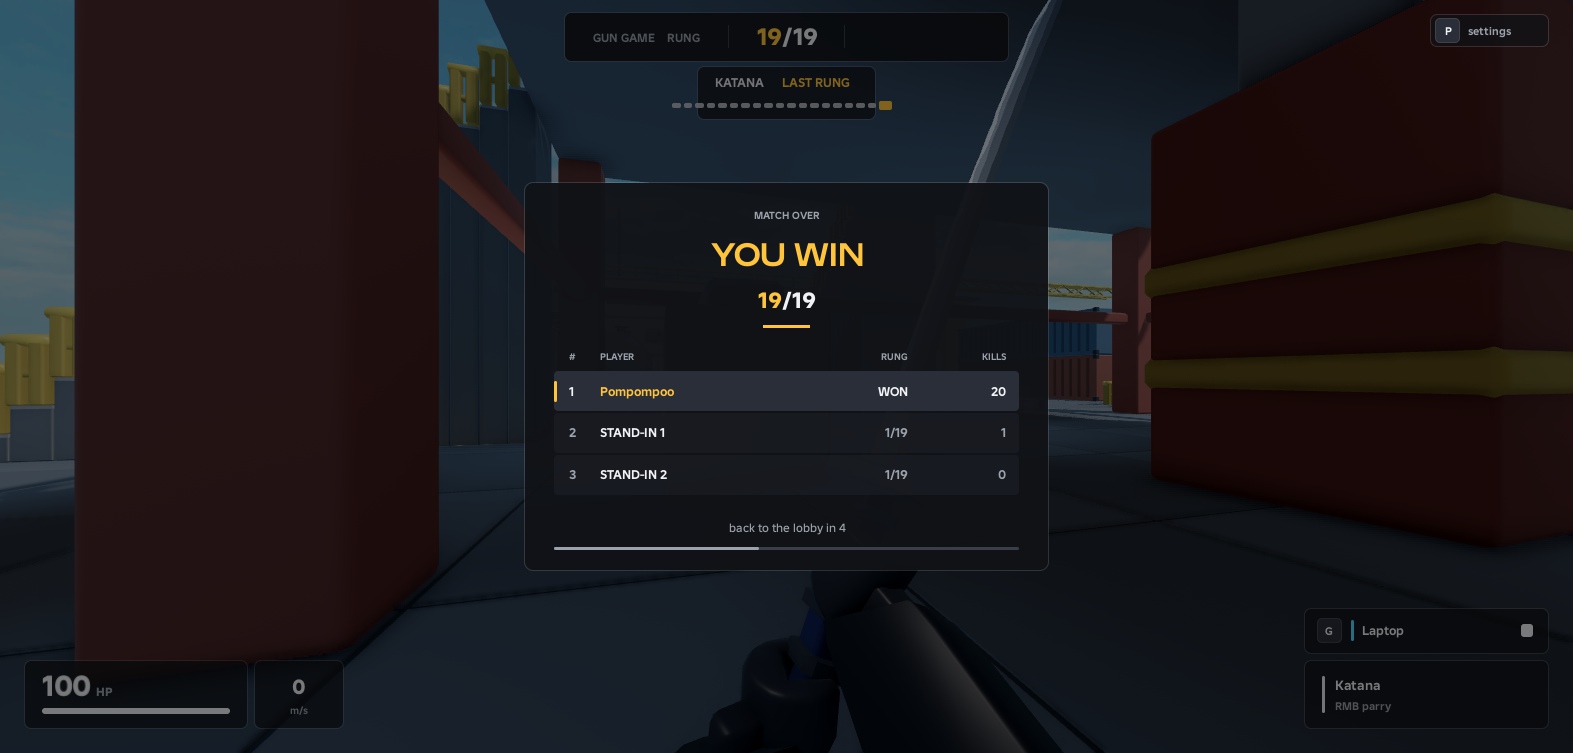 GUN GAME RUNG 19/19
P settings
KATANA LAST RUNG
MATCH OVER
YOU WIN
19/19
# PLAYER RUNG KILLS
1 Pompompoo WON 20
2 STAND-IN 1 1/19 1
3 STAND-IN 2 1/19 0
back to the lobby in 4
G Laptop
100 HP
0
m/s
Katana
RMB parry